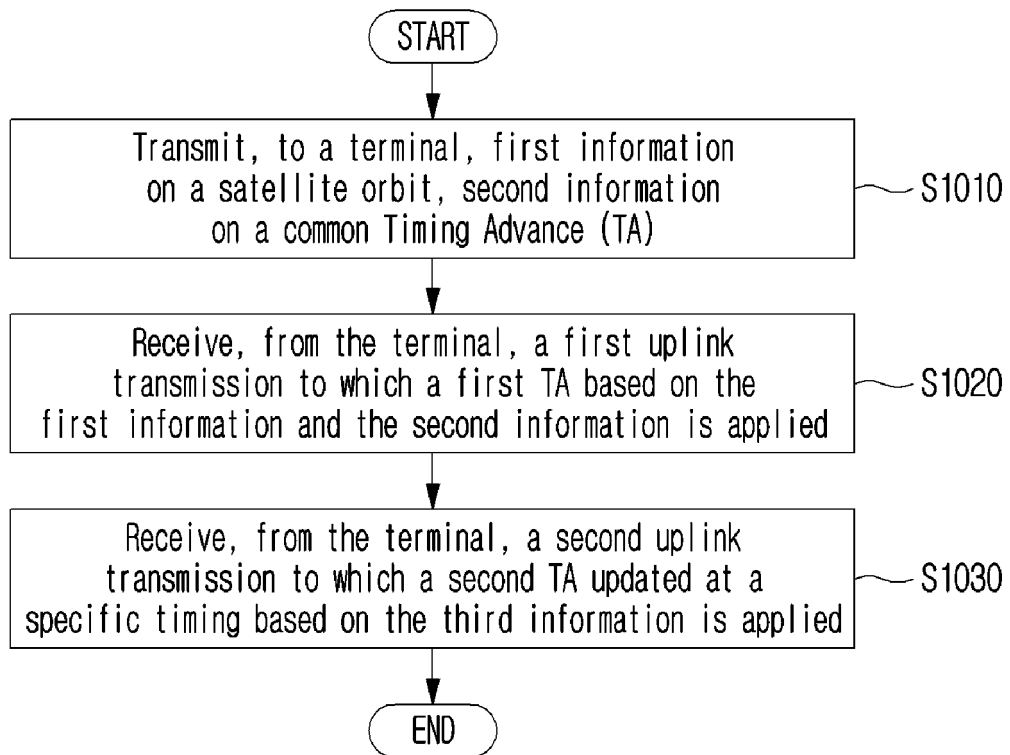 START
Transmit, to a terminal, first information
on a satellite orbit, second information
on a common Timing Advance (TA)
S1010
Receive, from the terminal, a first uplink
transmission to which a first TA based on the
first information and the second information is applied
S1020
Receive, from the terminal, a second uplink
transmission to which a second TA updated at a
specific timing based on the third information is applied
S1030
END